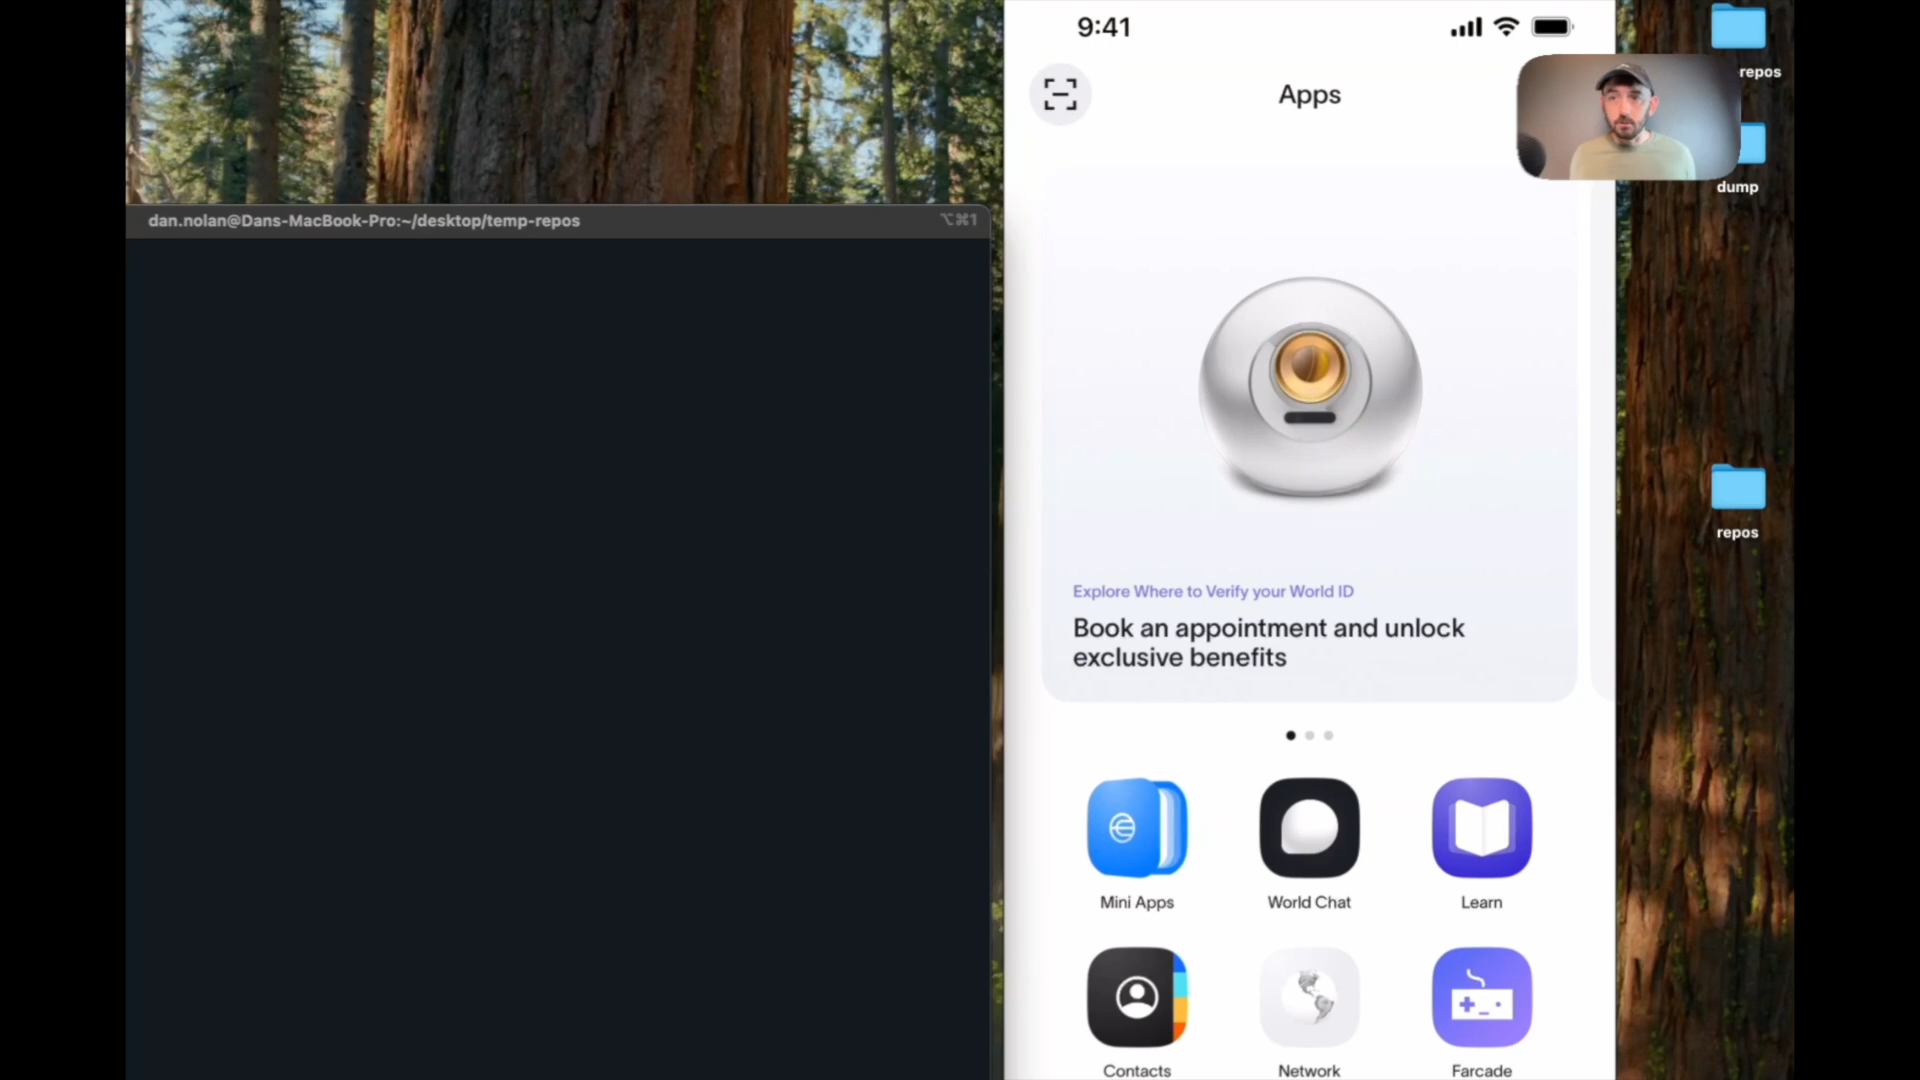 dan.nolan@Dans-MacBook-Pro:~/desktop/temp-repos
⌥⌘1
9:41
Apps
Explore Where to Verify your World ID
Book an appointment and unlock
exclusive benefits
Mini Apps
World Chat
Learn
Contacts
Network
Farcade
repos
dump
repos